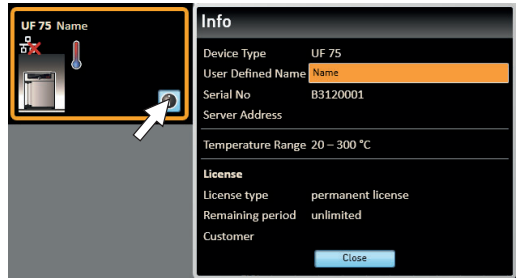 UF 75 Name
Info
Device Type UF 75
User Defined Name Name
Serial No B3120001
Server Address
Temperature Range 20 – 300 °C
License
License type permanent license
Remaining period unlimited
Customer
Close